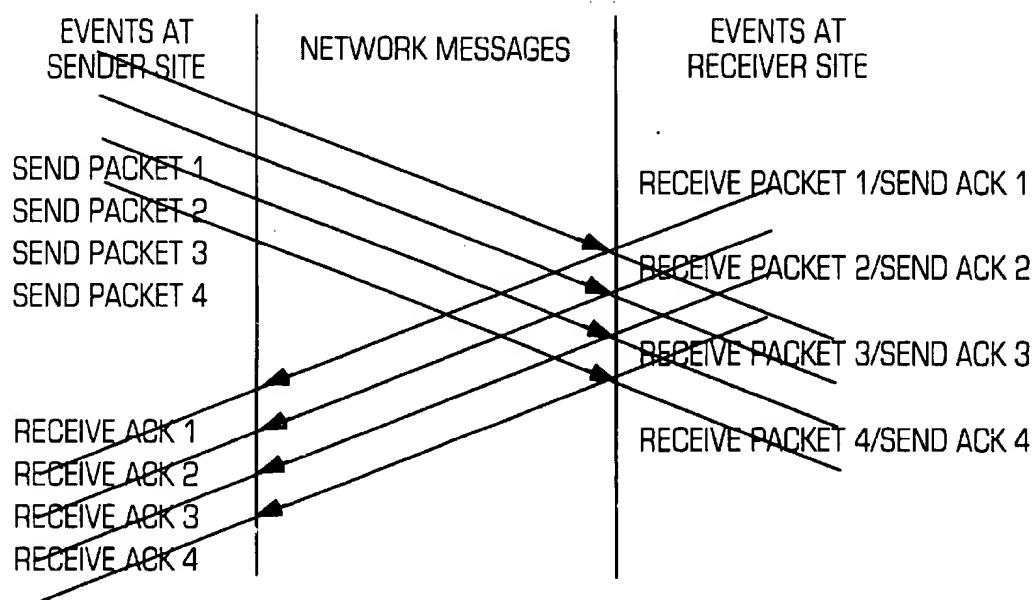 EVENTS AT
SENDER SITE
NETWORK MESSAGES
EVENTS AT
RECEIVER SITE
SEND PACKET 1
SEND PACKET 2
SEND PACKET 3
SEND PACKET 4
RECEIVE PACKET 1/SEND ACK 1
RECEIVE PACKET 2/SEND ACK 2
RECEIVE PACKET 3/SEND ACK 3
RECEIVE PACKET 4/SEND ACK 4
RECEIVE ACK 1
RECEIVE ACK 2
RECEIVE ACK 3
RECEIVE ACK 4